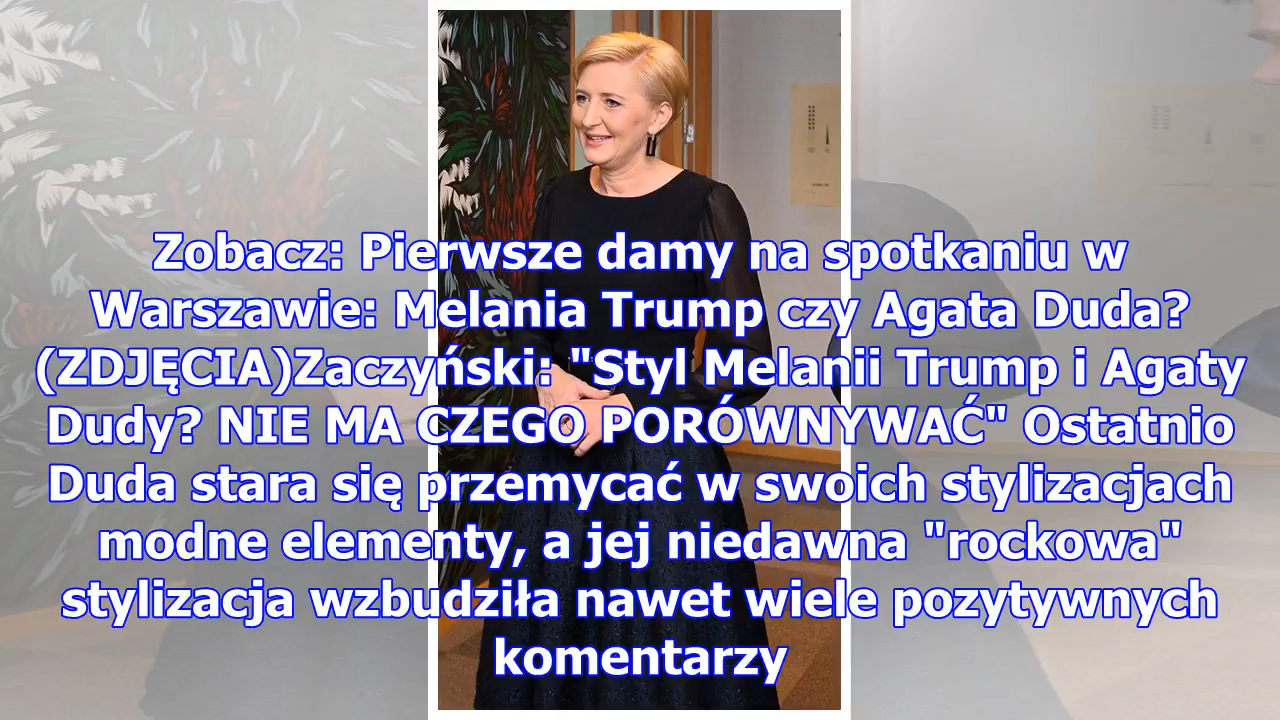 Zobacz: Pierwsze damy na spotkaniu w
Warszawie: Melania Trump czy Agata Duda?
(ZDJĘCIA)Zaczyński: "Styl Melanii Trump i Agaty
Dudy? NIE MA CZEGO PORÓWNYWAĆ" Ostatnio
Duda stara się przemycać w swoich stylizacjach
modne elementy, a jej niedawna "rockowa"
stylizacja wzbudziła nawet wiele pozytywnych
komentarzy